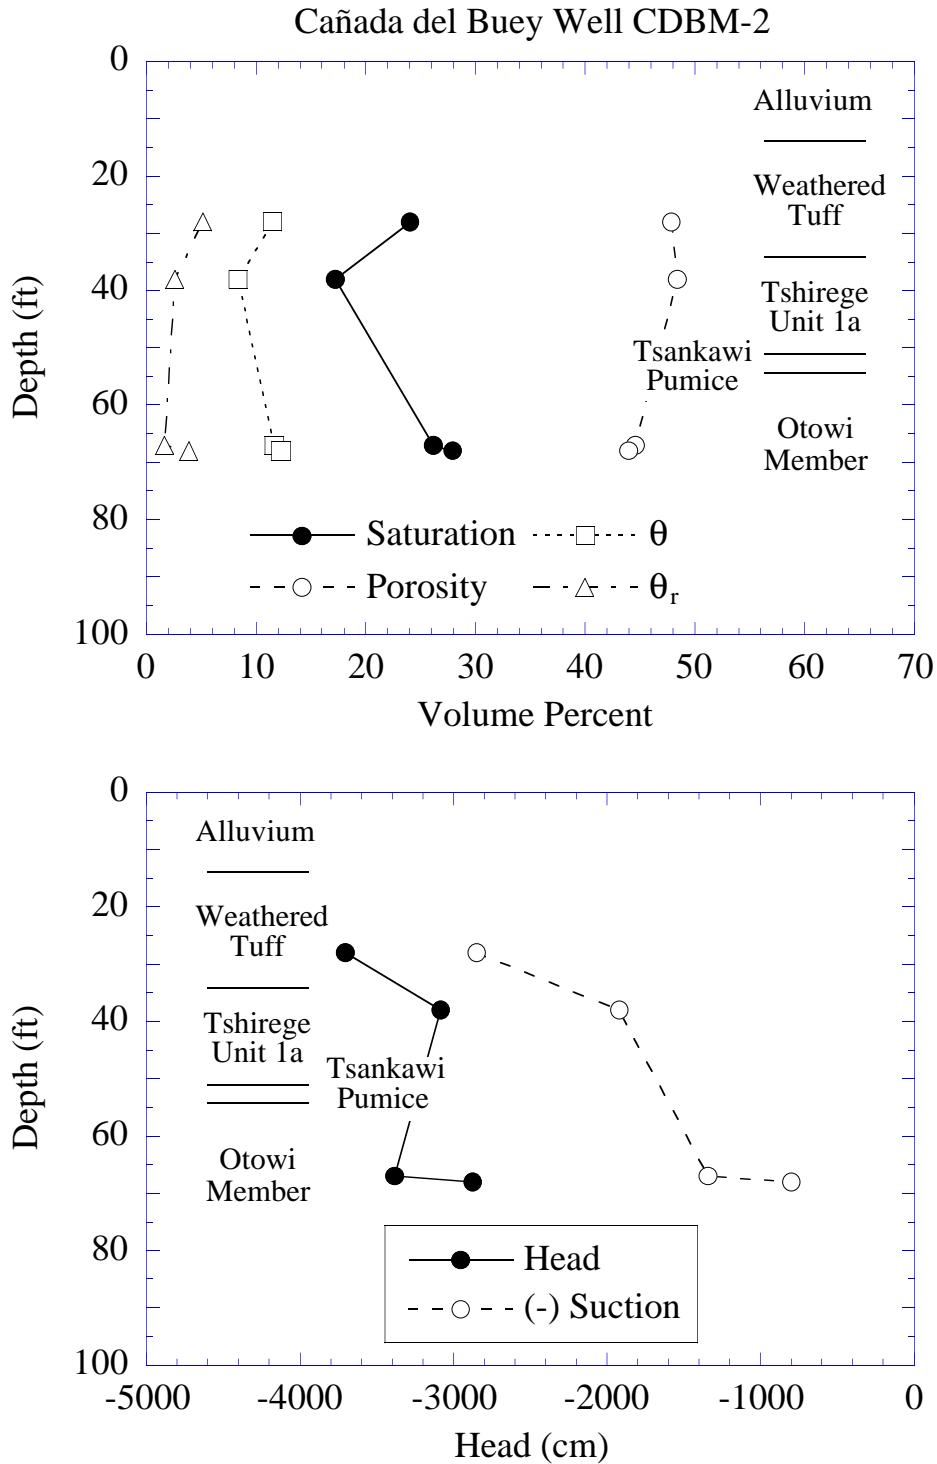 Cañada del Buey Well CDBM-2
0
20
40
60
80
100
Depth (ft)
Alluvium
Weathered
Tuff
Tshirege
Unit 1a
Tsankawi
Pumice
Otowi
Member
Saturation
θ
Porosity
θr
0 10 20 30 40 50 60 70
Volume Percent
0
20
40
60
80
100
Depth (ft)
Alluvium
Weathered
Tuff
Tshirege
Unit 1a
Tsankawi
Pumice
Otowi
Member
Head
(-) Suction
-5000 -4000 -3000 -2000 -1000 0
Head (cm)